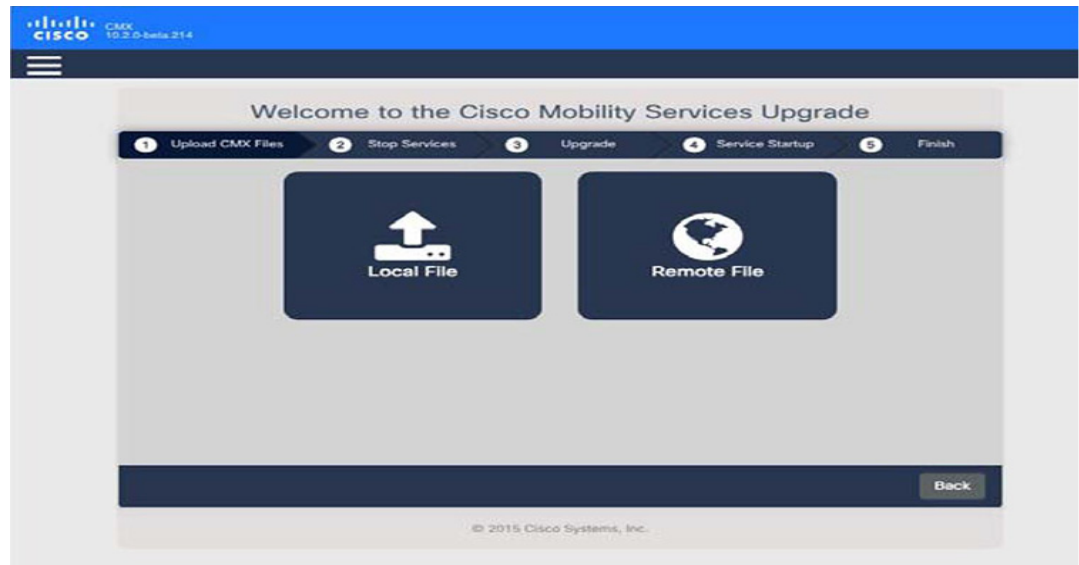 CISCO
CMX
10.2.0-beta.214
Welcome to the Cisco Mobility Services Upgrade
1 Upload CMX Files 2 Stop Services 3 Upgrade 4 Service Startup 5 Finish
Local File
Remote File
Back
© 2015 Cisco Systems, Inc.